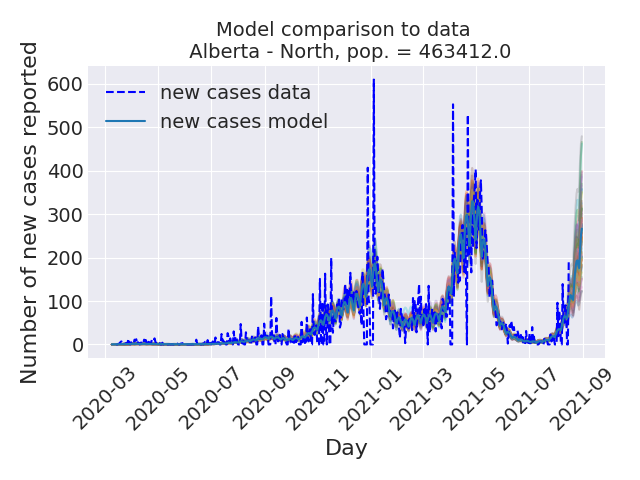 Model comparison to data
Alberta - North, pop. = 463412.0
Number of new cases reported
600
500
400
300
200
100
0
new cases data
new cases model
2020-03
2020-05
2020-07
2020-09
2020-11
2021-01
2021-03
2021-05
2021-07
2021-09
Day